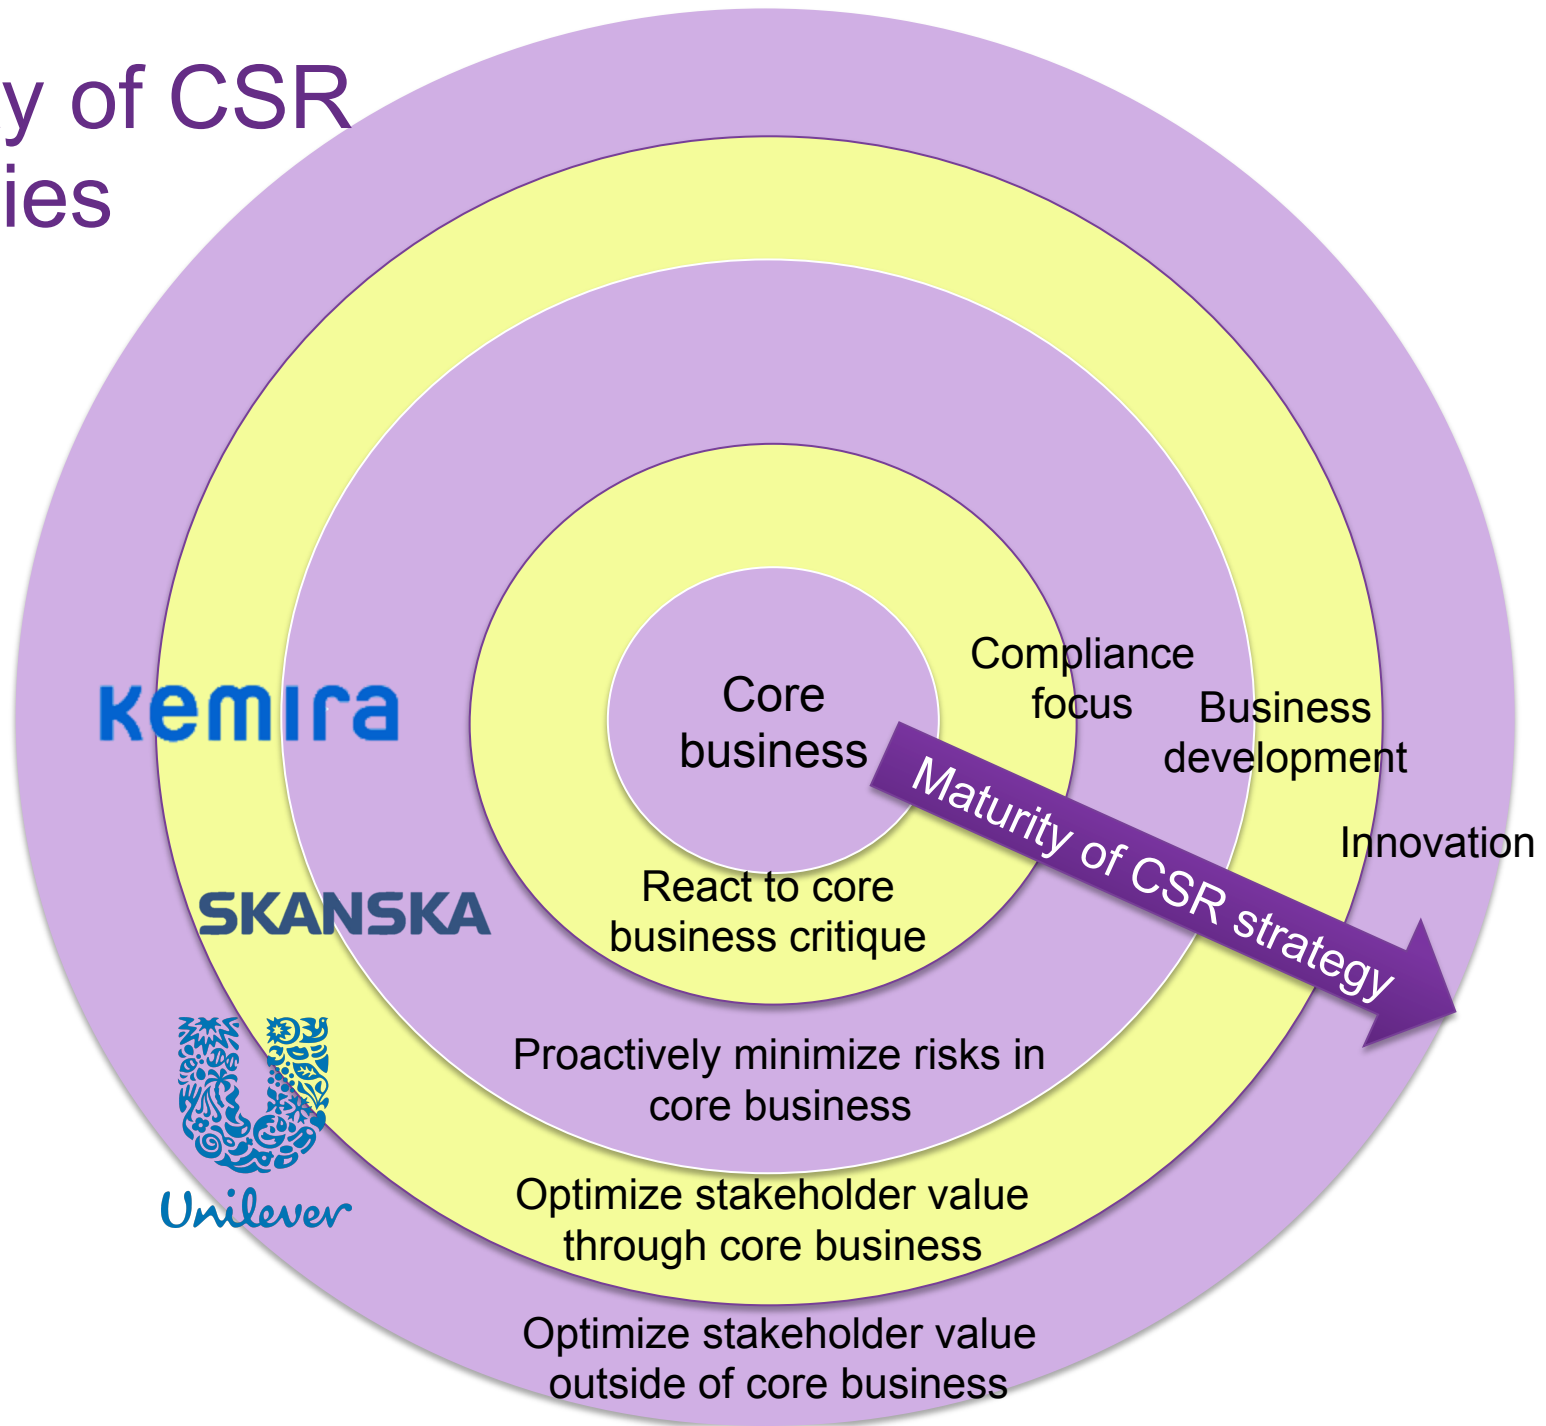 y of CSR
ies
Core
business
Compliance
focus
Business
development
Innovation
Maturity of CSR strategy
kemira
SKANSKA
Unilever
React to core
business critique
Proactively minimize risks in
core business
Optimize stakeholder value
through core business
Optimize stakeholder value
outside of core business